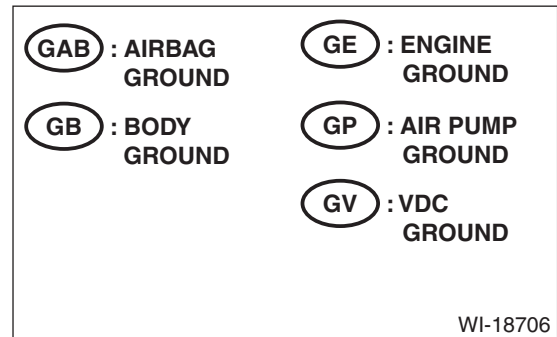 GAB : AIRBAG
GROUND
GB : BODY
GROUND
GE : ENGINE
GROUND
GP : AIR PUMP
GROUND
GV : VDC
GROUND
WI-18706